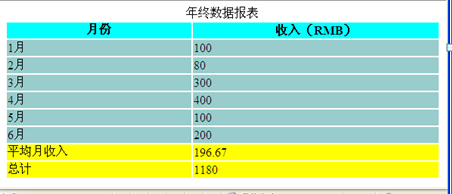 年终数据报表
月份 收入（RMB）
1月 100
2月 80
3月 300
4月 400
5月 100
6月 200
平均月收入 196.67
总计 1180